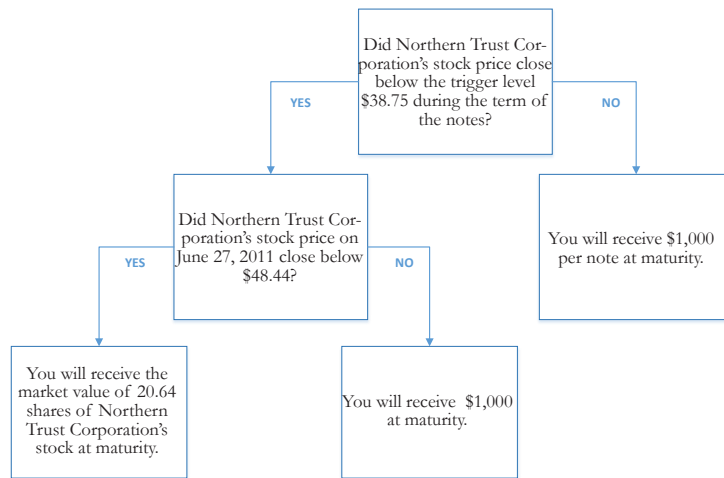 Did Northern Trust Cor-
poration's stock price close
below the trigger level
$38.75 during the term of
the notes?
YES
NO
Did Northern Trust Cor-
poration's stock price on
June 27, 2011 close below
$48.44?
You will receive $1,000
per note at maturity.
YES
NO
You will receive the
market value of 20.64
shares of Northern
Trust Corporation's
stock at maturity.
You will receive $1,000
at maturity.